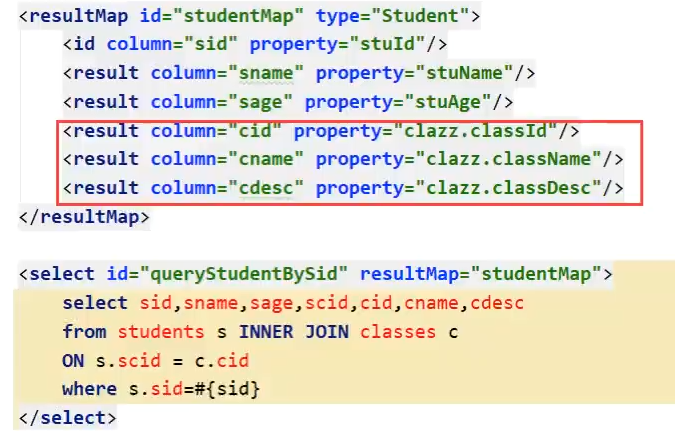 <resultMap id="studentMap" type="Student">
<id column="sid" property="stuId"/>
<result column="sname" property="stuName"/>
<result column="sage" property="stuAge"/>
<result column="cid" property="clazz.classId"/>
<result column="cname" property="clazz.className"/>
<result column="cdesc" property="clazz.classDesc"/>
</resultMap>
<select id="queryStudentBySid" resultMap="studentMap">
select sid,sname,sage,scid,cid,cname,cdesc
from students s INNER JOIN classes c
ON s.scid = c.cid
where s.sid=#{sid}
</select>